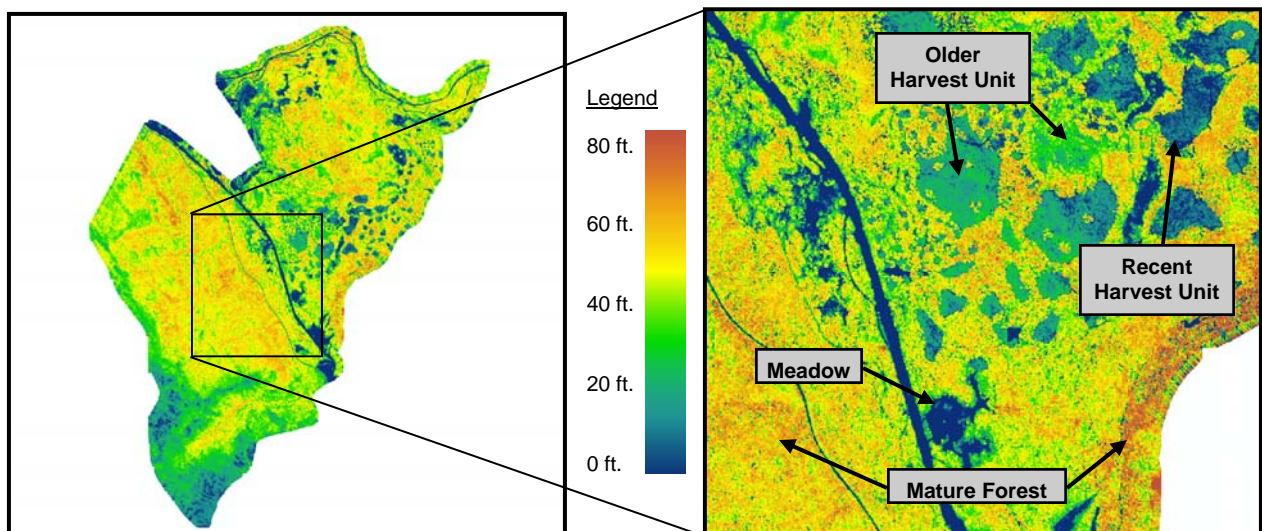 Legend
80 ft.
60 ft.
40 ft.
20 ft.
0 ft.
Older
Harvest Unit
Recent
Harvest Unit
Meadow
Mature Forest